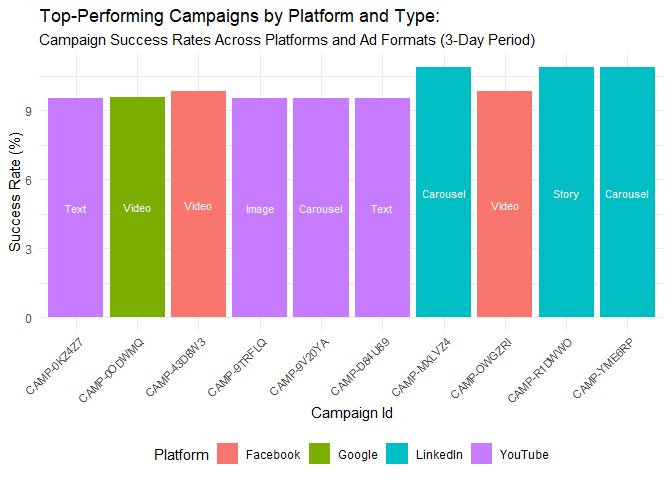 Top-Performing Campaigns by Platform and Type:
Campaign Success Rates Across Platforms and Ad Formats (3-Day Period)
Success Rate (%)
9
6
3
0
Text
Video
Video
Image
Carousel
Text
Carousel
Video
Story
Carousel
CAMP-0KZ4Z7
CAMP-0ODWMQ
CAMP-43D8W3
CAMP-9TRFLQ
CAMP-9V20YA
CAMP-D84U89
CAMP-MXLVZ4
CAMP-OWGZRI
CAMP-R1DWWO
CAMP-YME6RP
Campaign Id
Platform Facebook Google LinkedIn YouTube